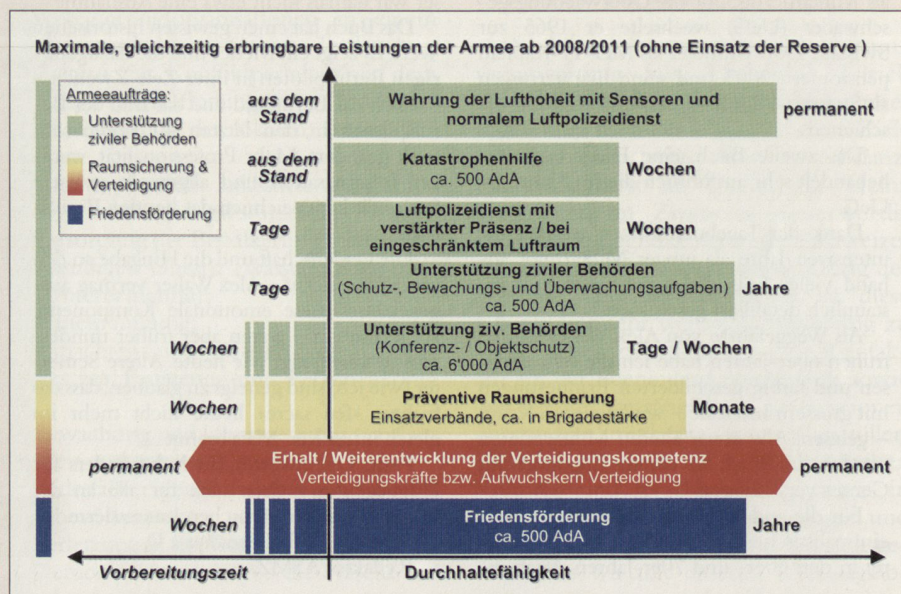 Maximale, gleichzeitig erbringbare Leistungen der Armee ab 2008/2011 (ohne Einsatz der Reserve )
Armeeaufträge:
Unterstützung
ziviler Behörden
Raumsicherung
&
Verteidigung
Friedensförderung
aus dem
Stand
Wahrung der Lufthoheit mit Sensoren und
normalem Luftpolizeidienst
permanent
aus dem
Stand
Katastrophenhilfe
ca. 500 AdA
Wochen
Tage
Luftpolizeidienst mit
verstärkter Präsenz / bei
eingeschränktem Luftraum
Wochen
Tage
Unterstützung ziviler Behörden
(Schutz-, Bewachungs- und Überwachungsaufgaben)
ca. 500 AdA
Jahre
Wochen
Unterstützung ziv. Behörden
(Konferenz- / Objektschutz)
ca. 6'000 AdA
Tage / Wochen
Wochen
Präventive Raumsicherung
Einsatzverbände, ca. in Brigadestärke
Monate
permanent
Erhalt / Weiterentwicklung der Verteidigungskompetenz
Verteidigungskräfte bzw. Aufwuchskern Verteidigung
permanent
Wochen
Friedensförderung
ca. 500 AdA
Jahre
Vorbereitungszeit
Durchhaltefähigkeit